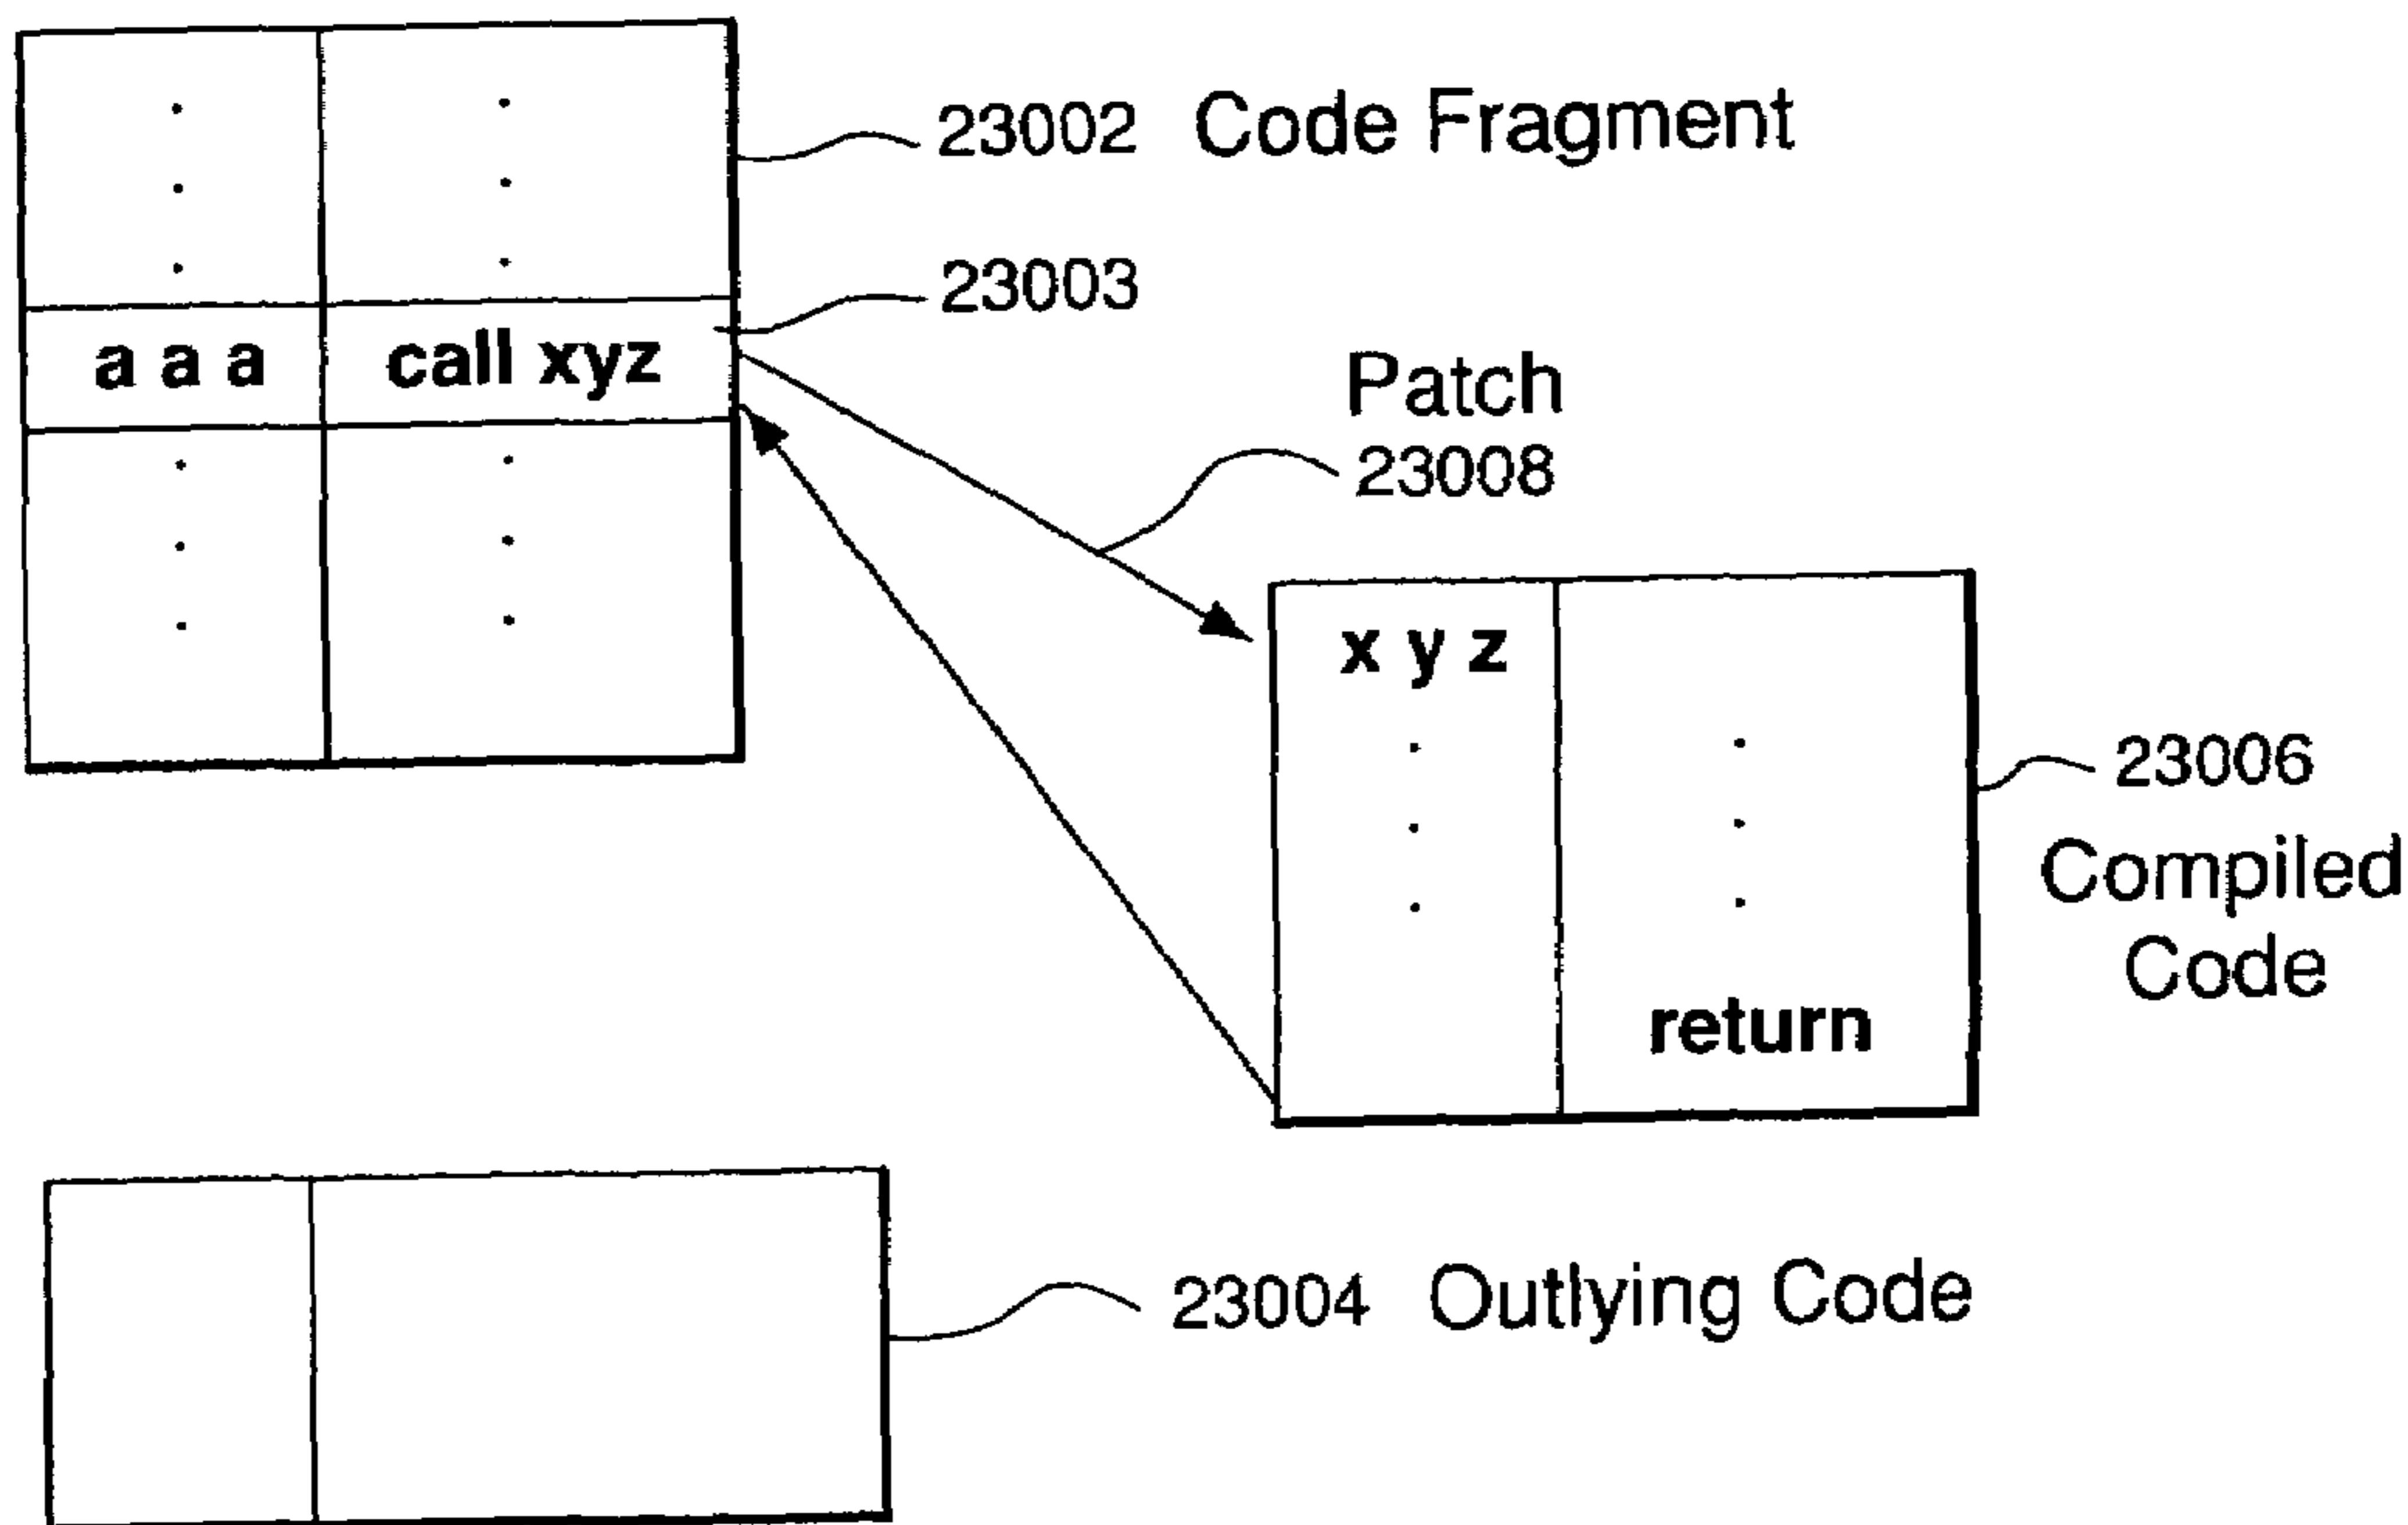 23002 Code Fragment
23003
a a a call xyz
Patch
23008
x y z
23006
Compiled
Code
return
23004 Outlying Code